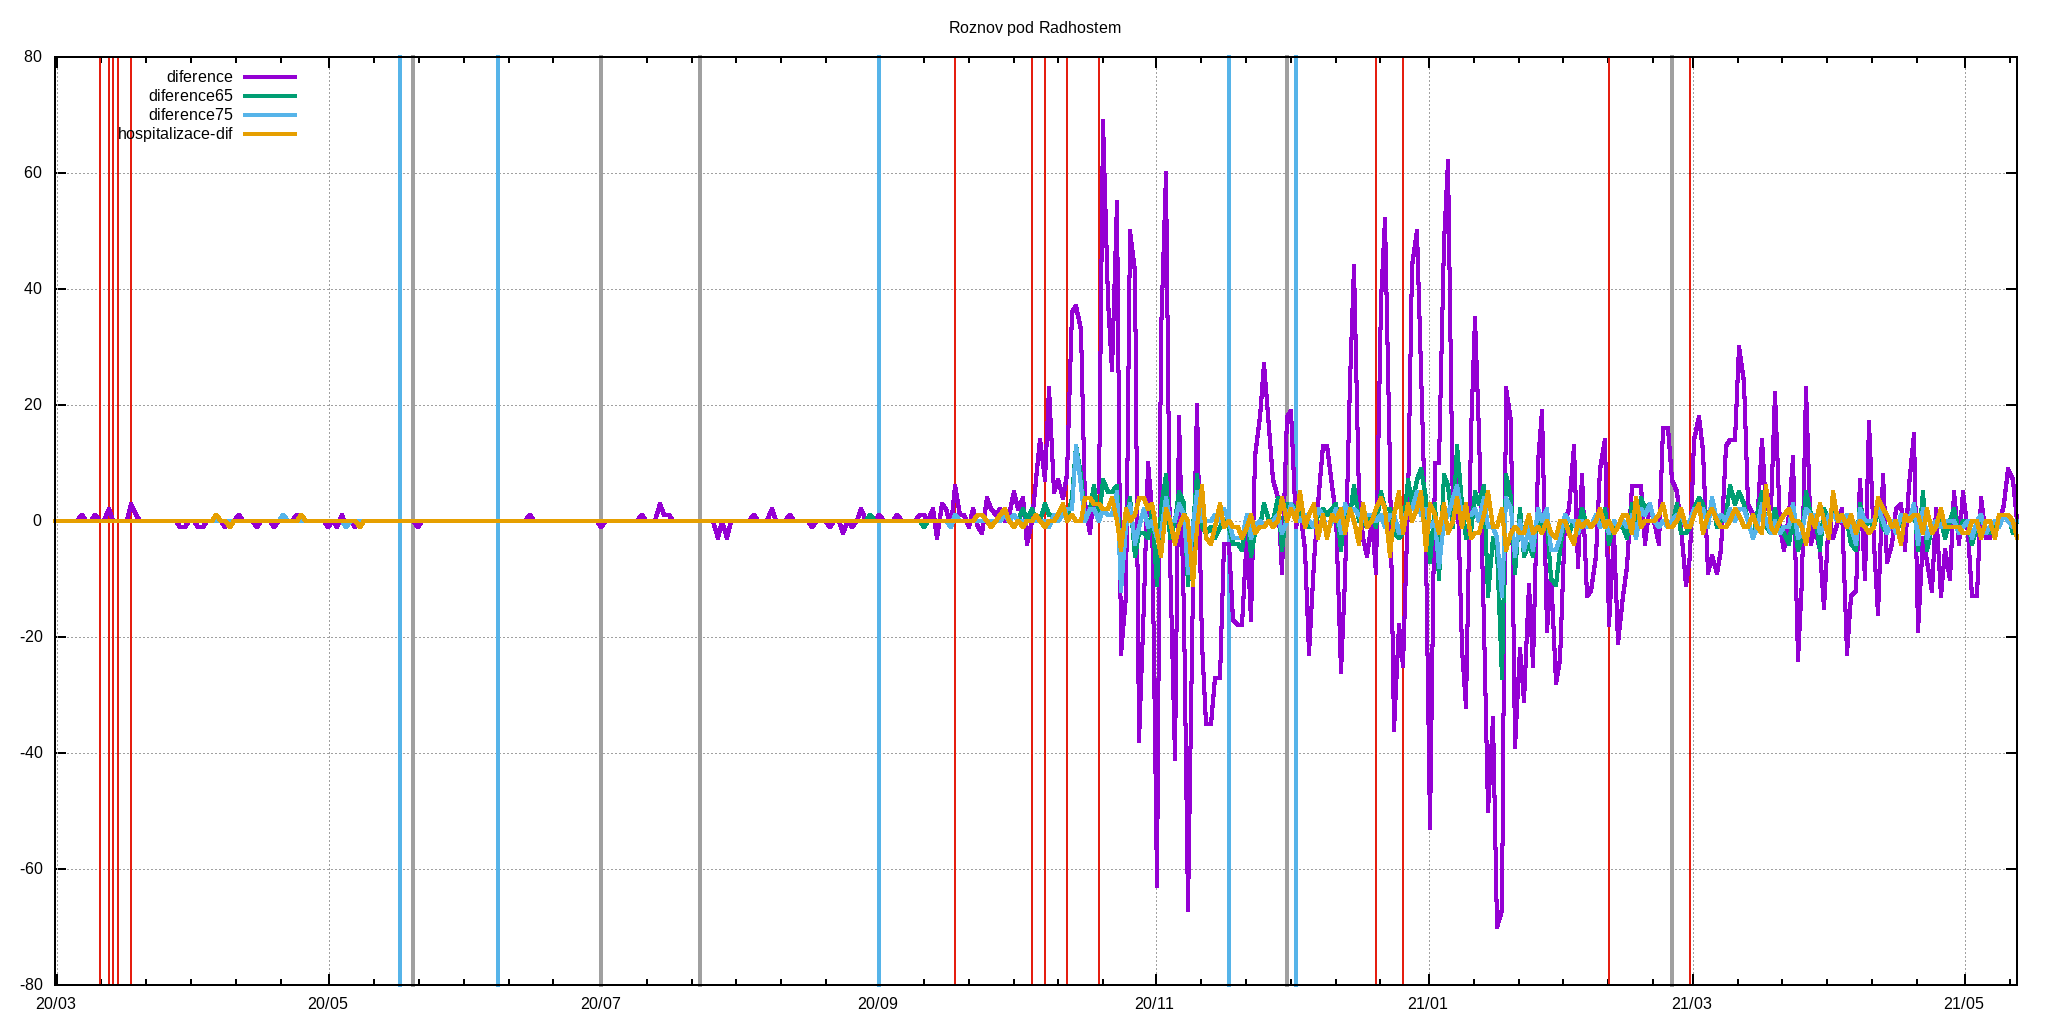 Roznov pod Radhostem
diference
diference65
diference75
hospitalizace-dif
80
60
40
20
0
-20
-40
-60
-80
20/03 20/05 20/07 20/09 20/11 21/01 21/03 21/05